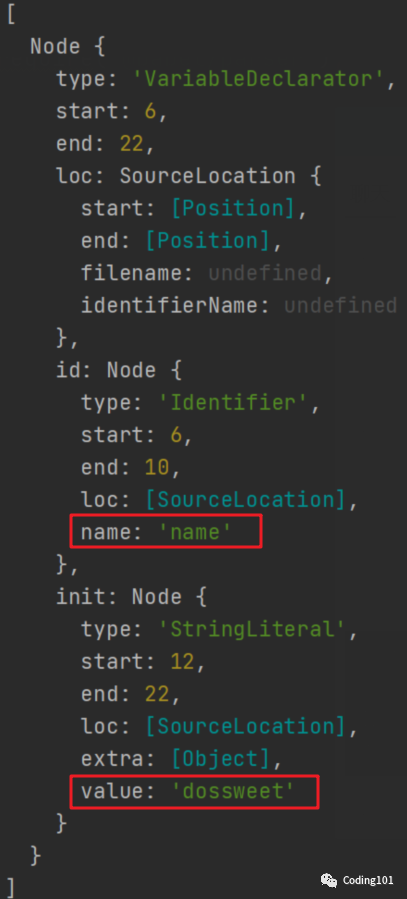 [
  Node {
    type: 'VariableDeclarator',
    start: 6,
    end: 22,
    loc: SourceLocation {
      start: [Position],
      end: [Position],
      filename: undefined,
      identifierName: undefined
    },
    id: Node {
      type: 'Identifier',
      start: 6,
      end: 10,
      loc: [SourceLocation],
      name: 'name'
    },
    init: Node {
      type: 'StringLiteral',
      start: 12,
      end: 22,
      loc: [SourceLocation],
      extra: [Object],
      value: 'dossweet'
    }
  }
]
Coding101